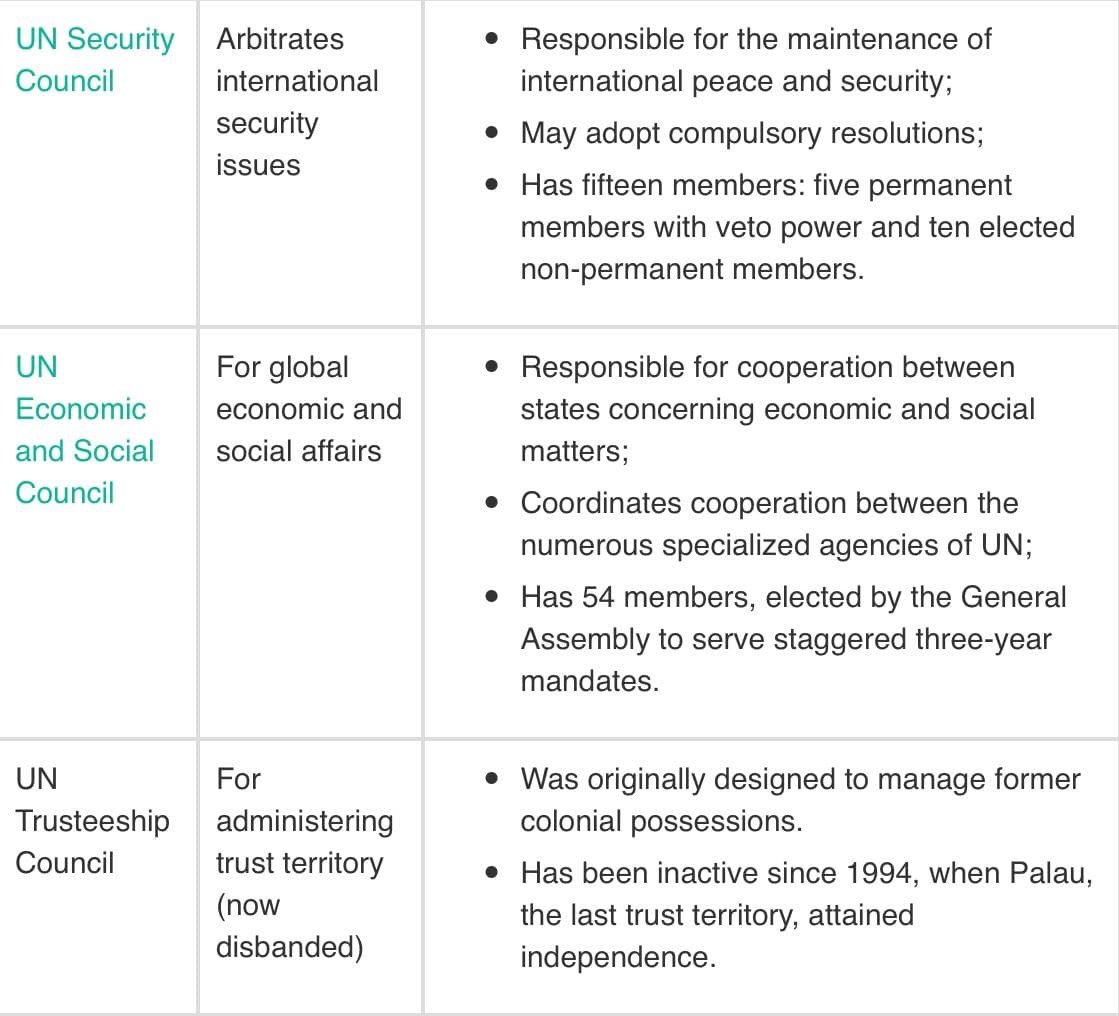 UN Security
Council
Arbitrates
international
security
issues
• Responsible for the maintenance of
international peace and security;
• May adopt compulsory resolutions;
• Has fifteen members: five permanent
members with veto power and ten elected
non-permanent members.
UN
Economic
and Social
Council
For global
economic and
social affairs
• Responsible for cooperation between
states concerning economic and social
matters;
• Coordinates cooperation between the
numerous specialized agencies of UN;
• Has 54 members, elected by the General
Assembly to serve staggered three-year
mandates.
UN
Trusteeship
Council
For
administering
trust territory
(now
disbanded)
• Was originally designed to manage former
colonial possessions.
• Has been inactive since 1994, when Palau,
the last trust territory, attained
independence.